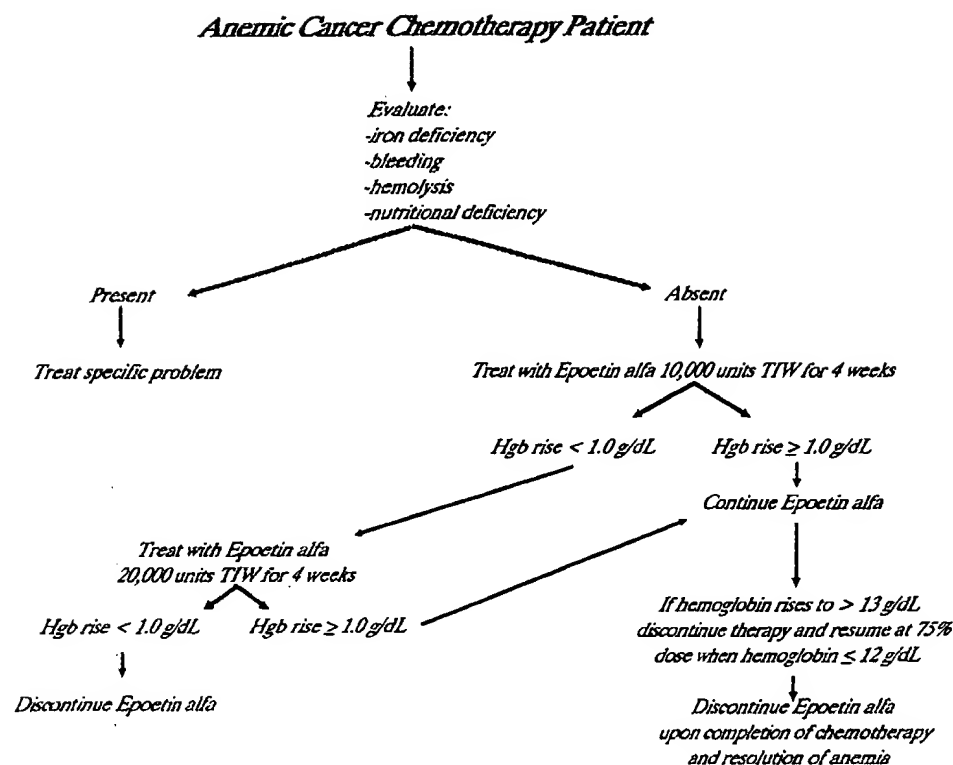 Anemic Cancer Chemotherapy Patient
Evaluate:
-iron deficiency
-bleeding
-hemolysis
-nutritional deficiency
Present
Absent
Treat specific problem
Treat with Epoetin alfa 10,000 units TIW for 4 weeks
Hgb rise < 1.0 g/dL
Hgb rise ≥ 1.0 g/dL
Continue Epoetin alfa
Treat with Epoetin alfa
20,000 units TIW for 4 weeks
Hgb rise < 1.0 g/dL
Hgb rise ≥ 1.0 g/dL
If hemoglobin rises to > 13 g/dL
discontinue therapy and resume at 75%
dose when hemoglobin ≤ 12 g/dL
Discontinue Epoetin alfa
Discontinue Epoetin alfa
upon completion of chemotherapy
and resolution of anemia